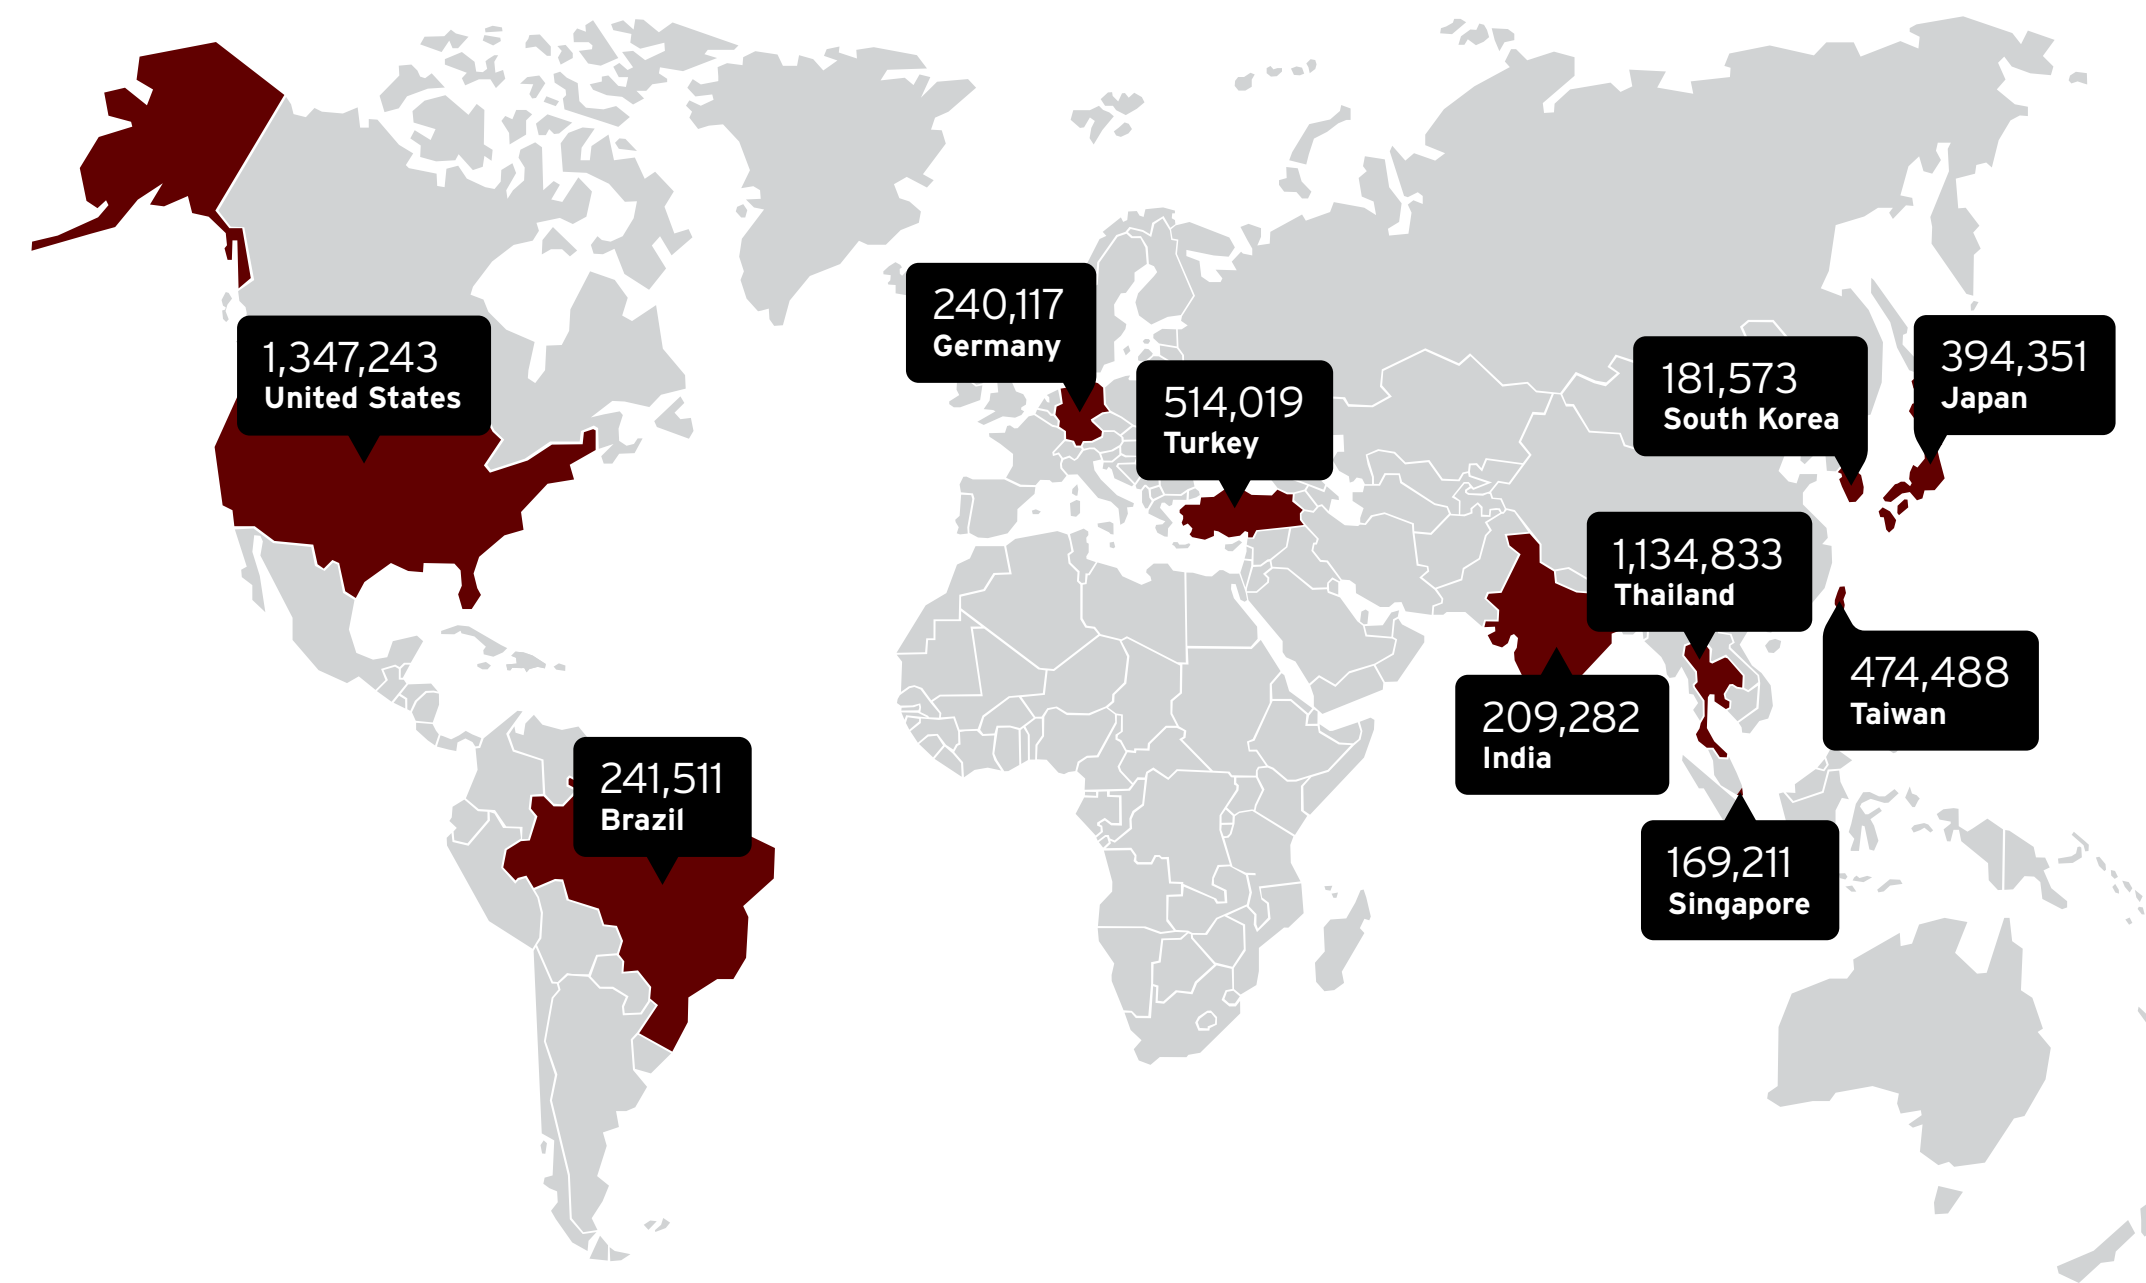 240,117
Germany
1,347,243
United States
394,351
Japan
181,573
South Korea
514,019
Turkey
1,134,833
Thailand
474,488
Taiwan
209,282
India
241,511
Brazil
169,211
Singapore